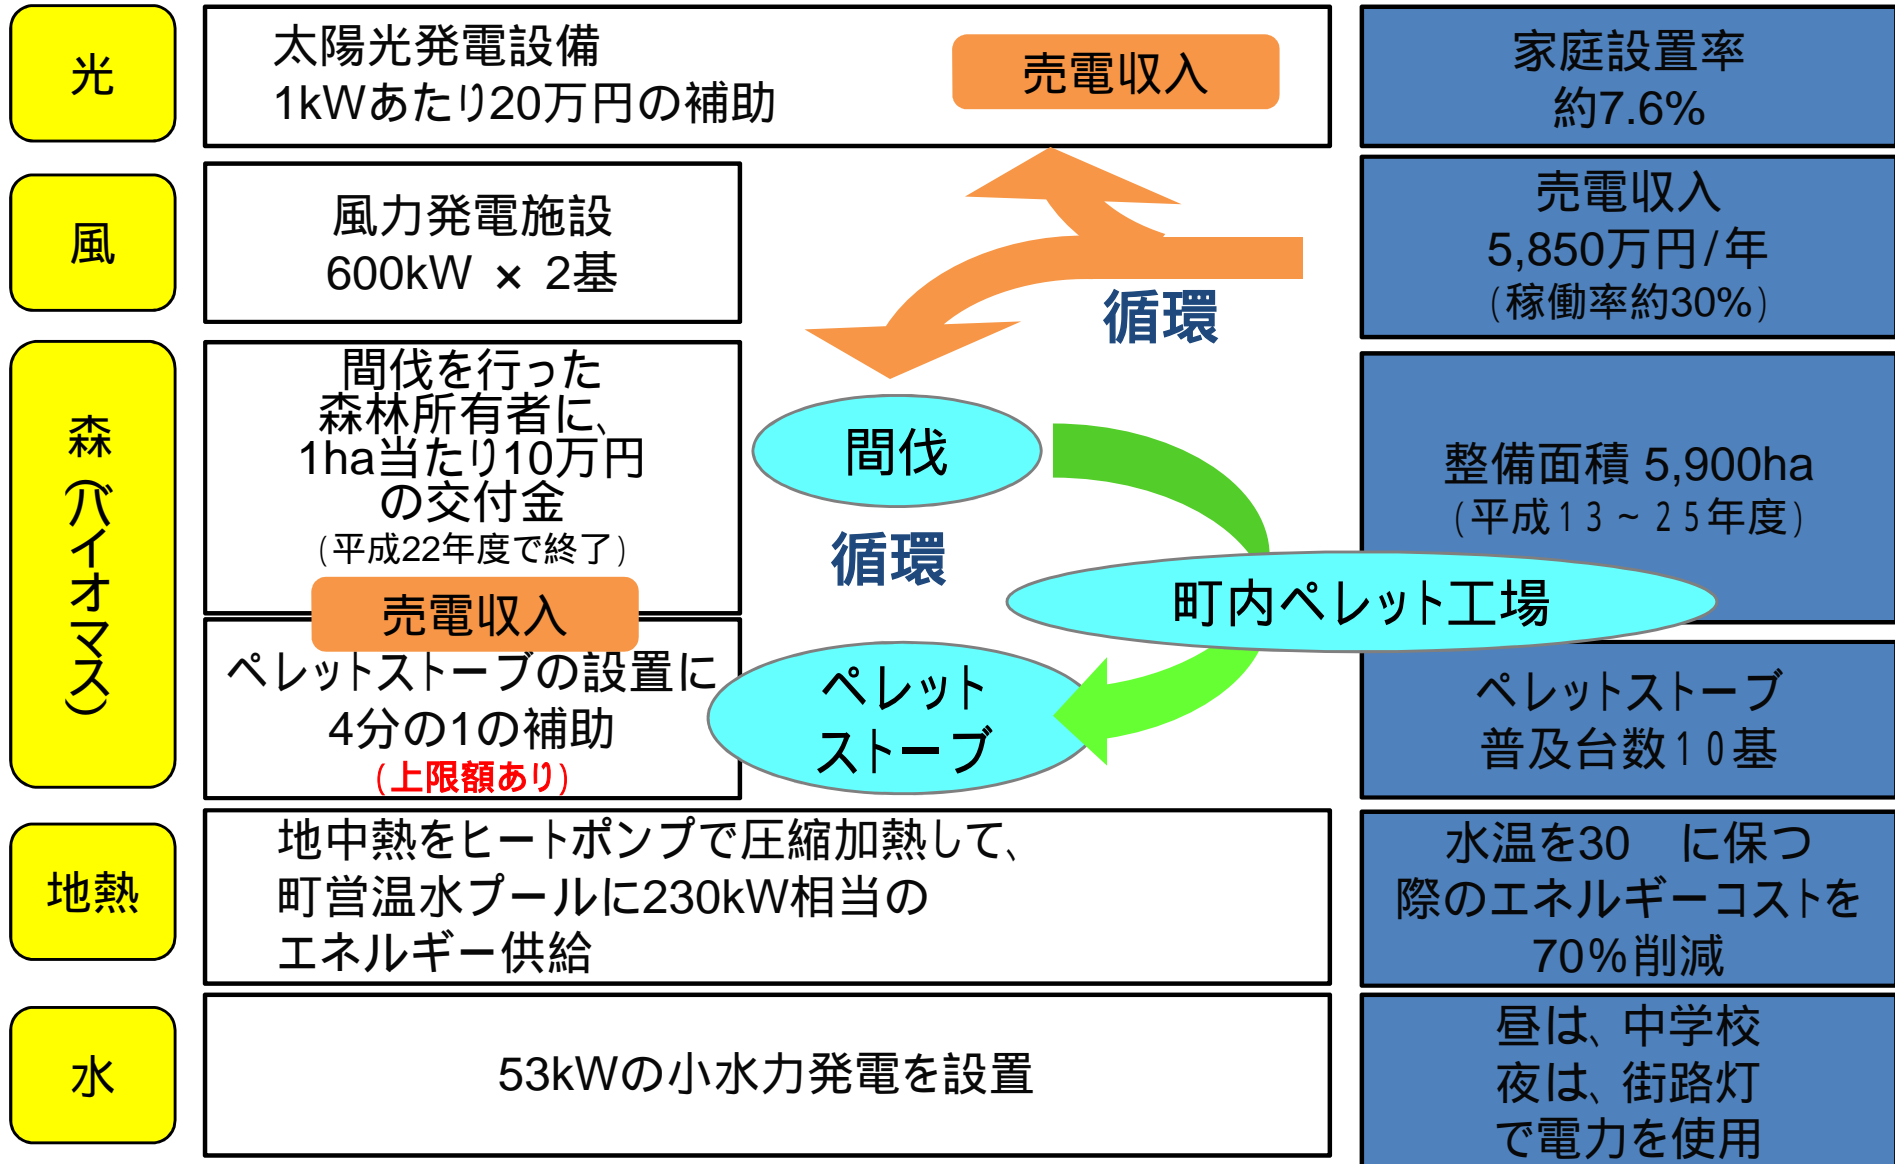 光
太陽光発電設備
1kWあたり20万円の補助
売電収入
家庭設置率
約7.6%
風
風力発電施設
600kW × 2基
循環
売電収入
5,850万円/年
(稼働率約30%)
森(バイオマス)
間伐を行った
森林所有者に、
1ha当たり10万円
の交付金
(平成22年度で終了)
売電収入
間伐
循環
町内ペレット工場
整備面積 5,900ha
(平成13~25年度)
ペレットストーブの設置に
4分の1の補助
(上限額あり)
ペレット
ストーブ
ペレットストーブ
普及台数10基
地熱
地中熱をヒートポンプで圧縮加熱して、
町営温水プールに230kW相当の
エネルギー供給
水温を30 に保つ
際のエネルギーコストを
70%削減
水
53kWの小水力発電を設置
昼は、中学校
夜は、街路灯
で電力を使用